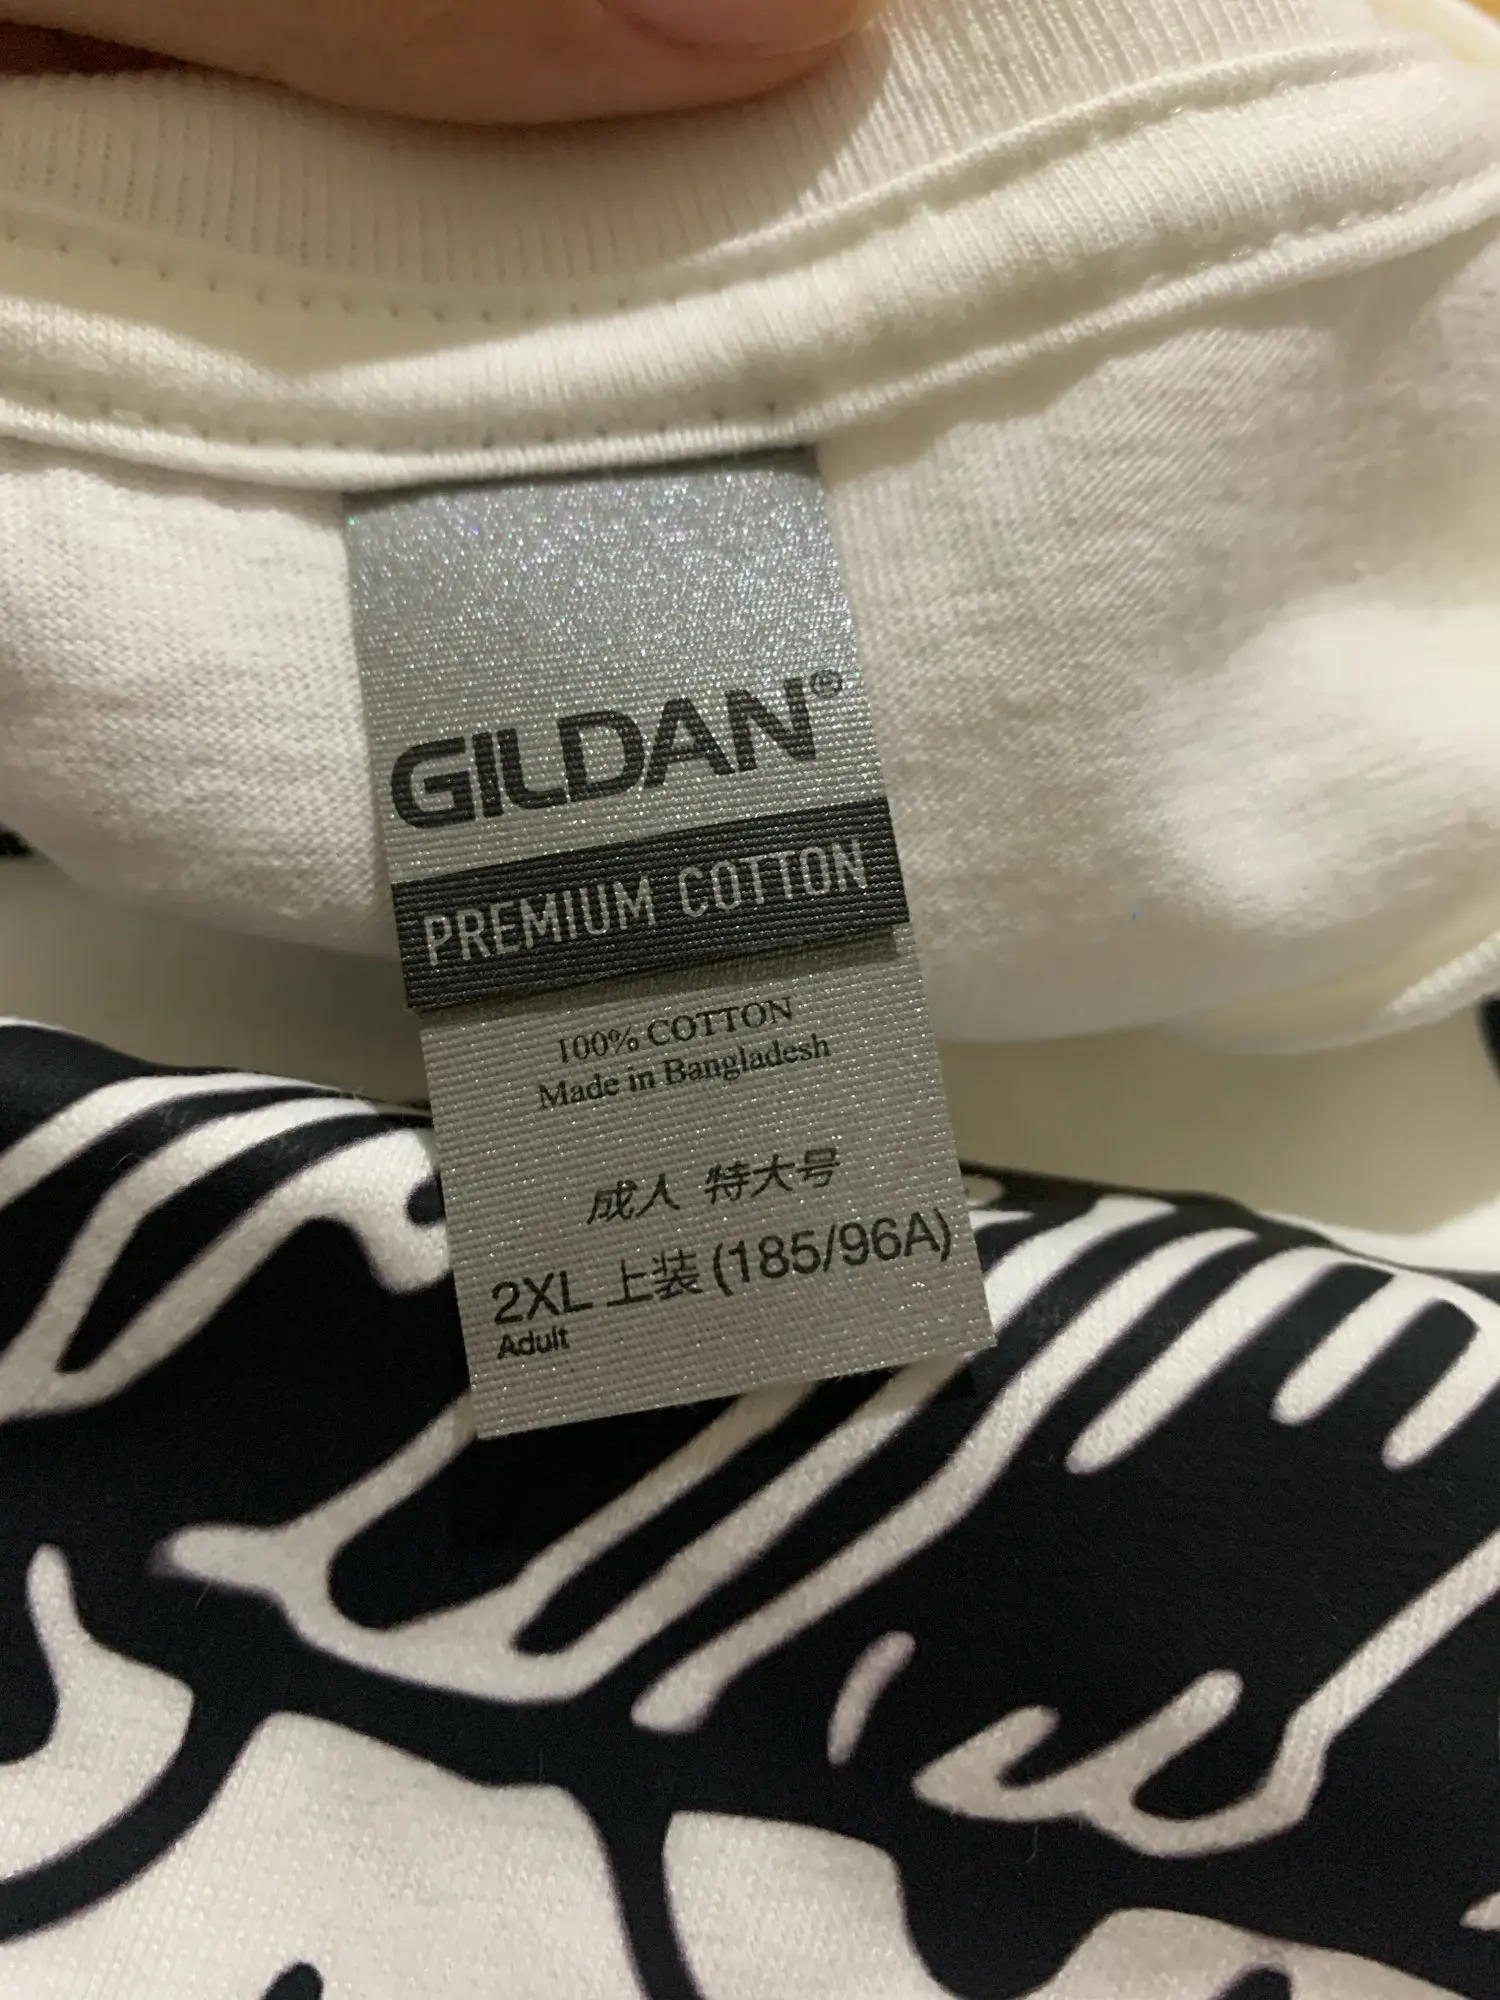 GILDAN®
PREMIUM COTTON
100% COTTON
Made in Bangladesh
成人 特大号
2XL 上装 (185/96A)
Adult